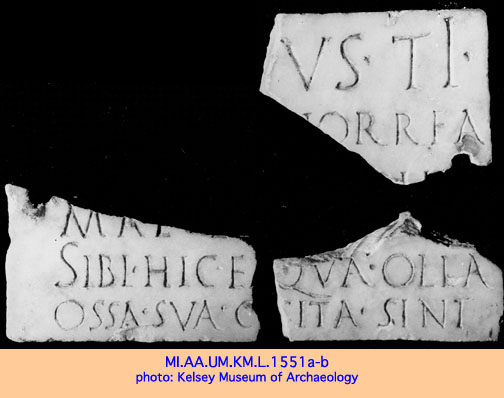 VS · TI ·
HORREA
SIBI · HIC · E QVA · OLLA
OSSA · SVA · C ITA · SINT
MI.AA.UM.KM.L.1551a-b
photo: Kelsey Museum of Archaeology